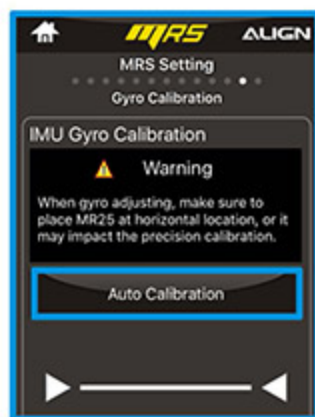 MRS ALIGN
MRS Setting
Gyro Calibration
IMU Gyro Calibration
Warning
When gyro adjusting, make sure to
place MR25 at horizontal location, or it
may impact the precision calibration.
Auto Calibration